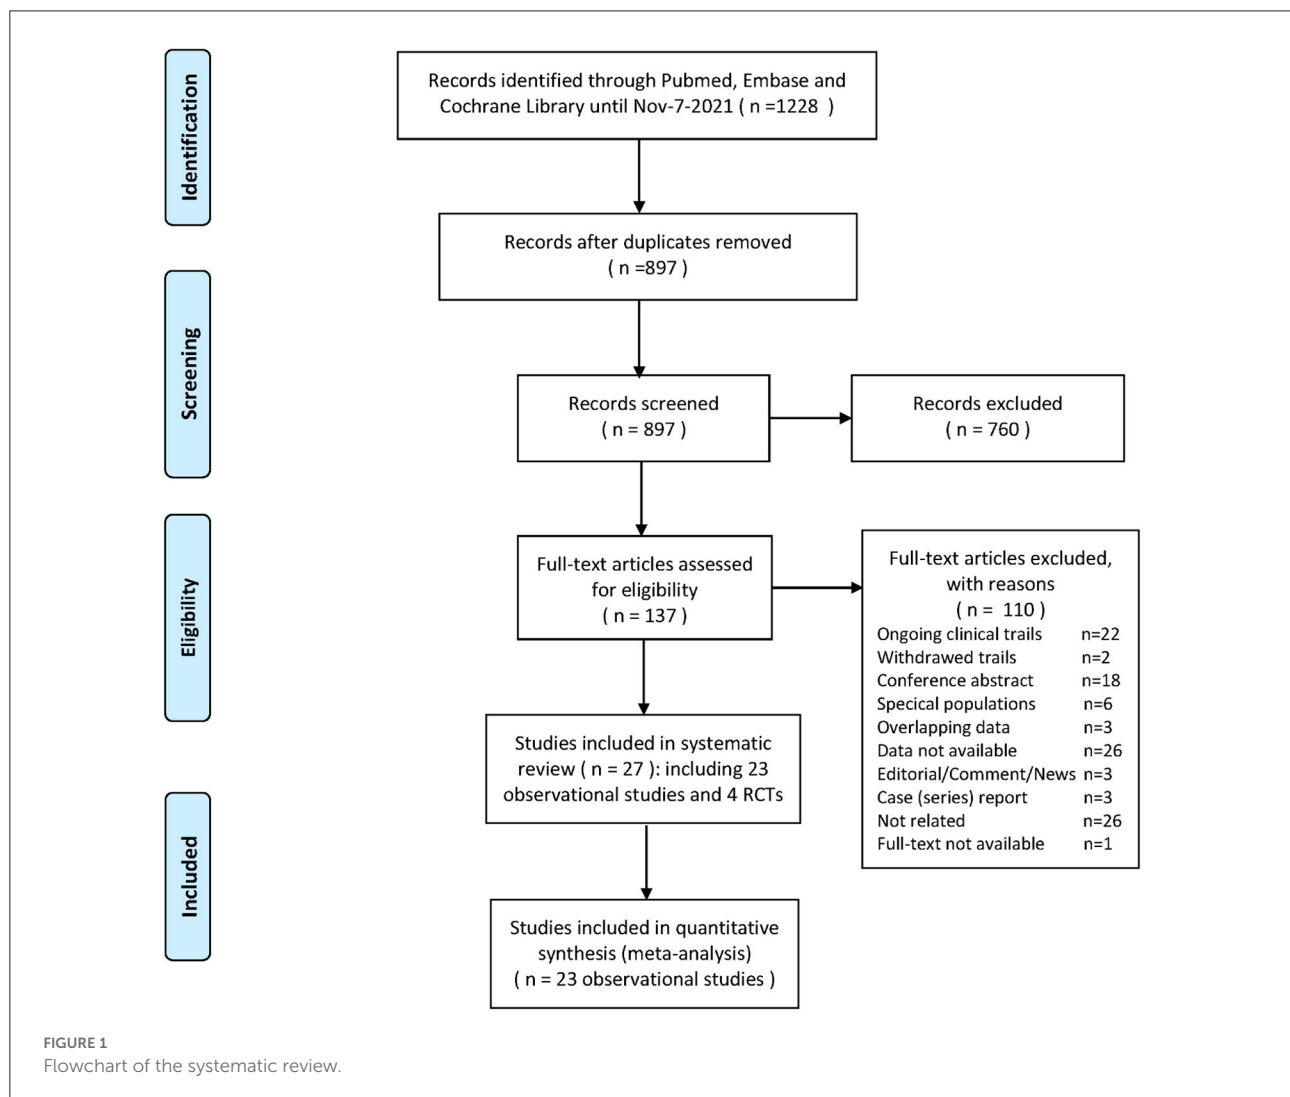 Identification
Records identified through Pubmed, Embase and
Cochrane Library until Nov-7-2021 ( n =1228 )
Records after duplicates removed
( n =897 )
Screening
Records screened
( n = 897 )
Records excluded
( n = 760 )
Eligibility
Full-text articles assessed
for eligibility
( n = 137 )
Full-text articles excluded,
with reasons
( n = 110 )
Ongoing clinical trails n=22
Withdrawed trails n=2
Conference abstract n=18
Specical populations n=6
Overlapping data n=3
Data not available n=26
Editorial/Comment/News n=3
Case (series) report n=3
Not related n=26
Full-text not available n=1
Studies included in systematic
review ( n = 27 ): including 23
observational studies and 4 RCTs
Included
Studies included in quantitative
synthesis (meta-analysis)
( n = 23 observational studies )
FIGURE 1
Flowchart of the systematic review.